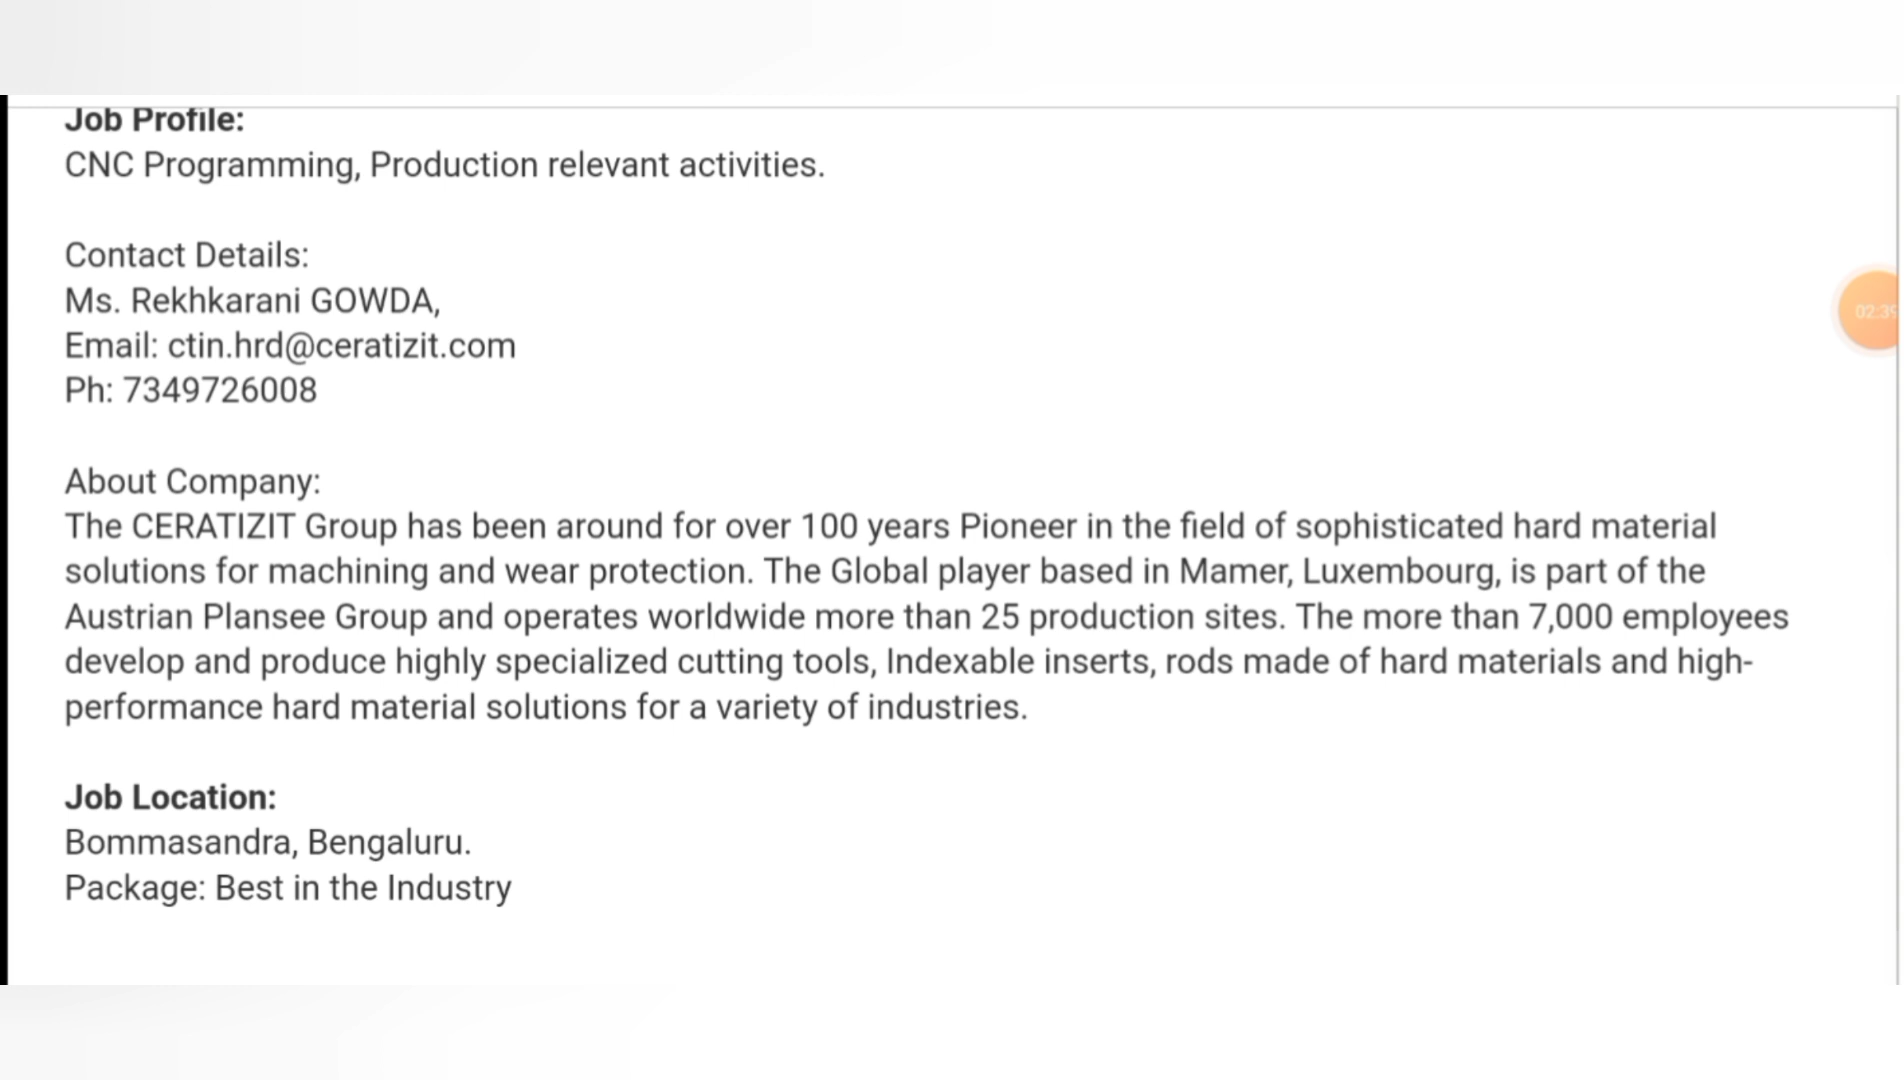 Job Profile:
CNC Programming, Production relevant activities.
Contact Details:
Ms. Rekhkarani GOWDA,
Email: ctin.hrd@ceratizit.com
Ph: 7349726008
About Company:
The CERATIZIT Group has been around for over 100 years Pioneer in the field of sophisticated hard material
solutions for machining and wear protection. The Global player based in Mamer, Luxembourg, is part of the
Austrian Plansee Group and operates worldwide more than 25 production sites. The more than 7,000 employees
develop and produce highly specialized cutting tools, Indexable inserts, rods made of hard materials and high-
performance hard material solutions for a variety of industries.
Job Location:
Bommasandra, Bengaluru.
Package: Best in the Industry